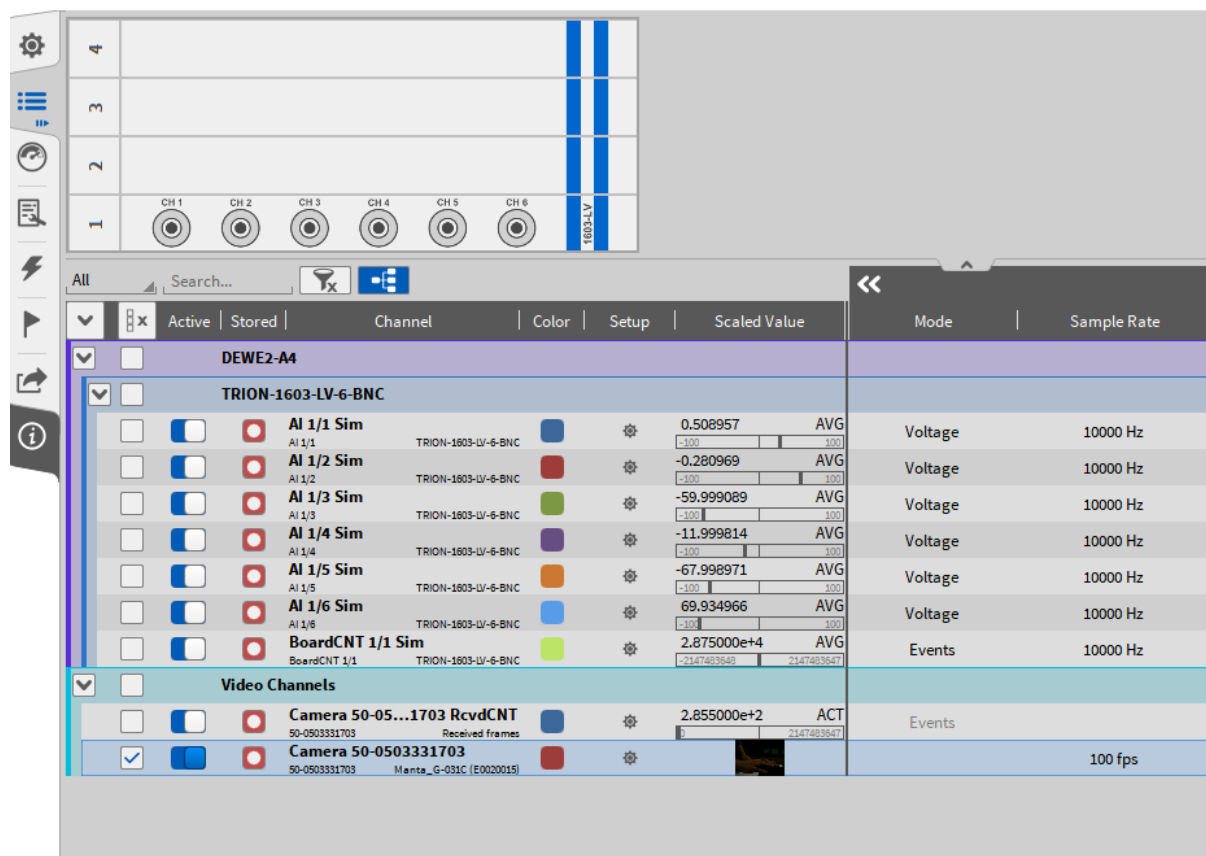 4
3
2
1
CH 1 CH 2 CH 3 CH 4 CH 5 CH 6
1603-LV
All Search...
Active Stored Channel Color Setup Scaled Value Mode Sample Rate
DEWE2-A4
TRION-1603-LV-6-BNC
AI 1/1 Sim 0.508957 AVG Voltage 10000 Hz
AI 1/1 TRION-1603-LV-6-BNC -100 100
AI 1/2 Sim -0.280969 AVG Voltage 10000 Hz
AI 1/2 TRION-1603-LV-6-BNC -100 100
AI 1/3 Sim -59.999089 AVG Voltage 10000 Hz
AI 1/3 TRION-1603-LV-6-BNC -100 100
AI 1/4 Sim -11.999814 AVG Voltage 10000 Hz
AI 1/4 TRION-1603-LV-6-BNC -100 100
AI 1/5 Sim -67.998971 AVG Voltage 10000 Hz
AI 1/5 TRION-1603-LV-6-BNC -100 100
AI 1/6 Sim 69.934966 AVG Voltage 10000 Hz
AI 1/6 TRION-1603-LV-6-BNC -100 100
BoardCNT 1/1 Sim 2.875000e+4 AVG Events 10000 Hz
BoardCNT 1/1 TRION-1603-LV-6-BNC -2147483648 2147483647
Video Channels
Camera 50-05...1703 RcvdCNT 2.855000e+2 ACT Events
50-0503331703 Received frames 0 2147483647
Camera 50-0503331703 100 fps
50-0503331703 Manta_G-031C (E0020015)